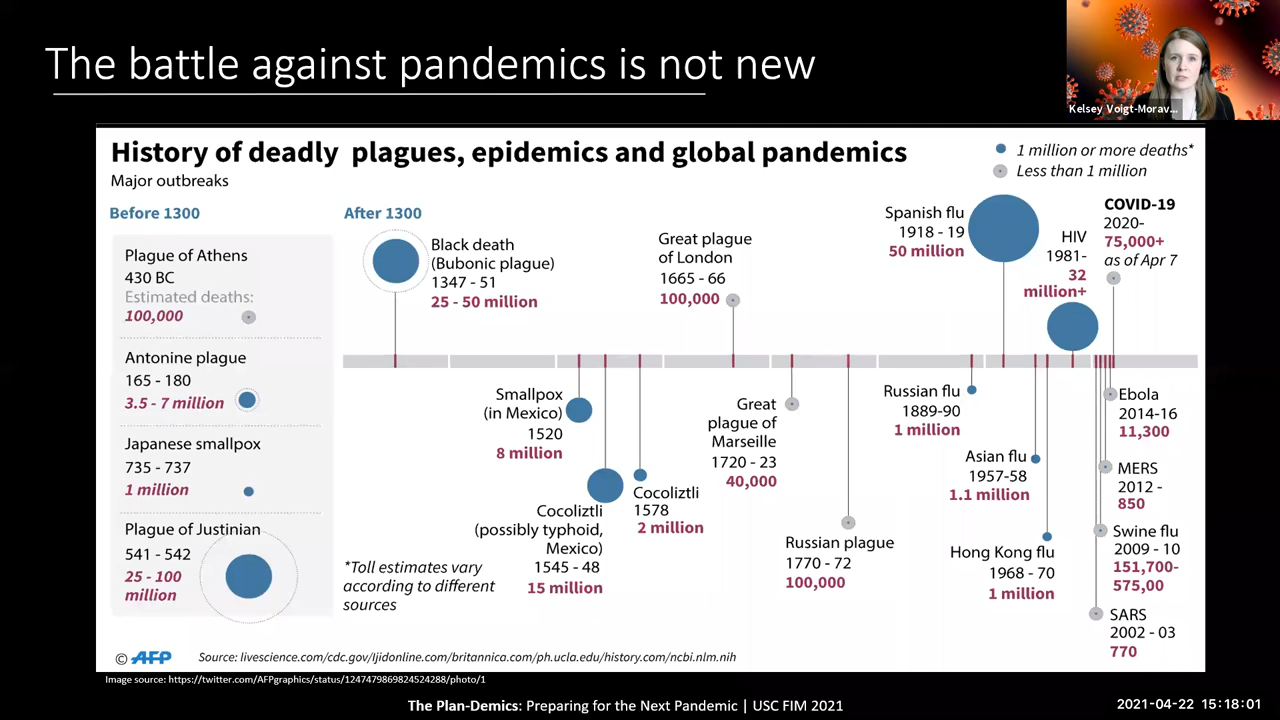 The battle against pandemics is not new
Kelsey Voigt-Morav...
History of deadly plagues, epidemics and global pandemics
Major outbreaks
1 million or more deaths*
Less than 1 million
Before 1300
Plague of Athens
430 BC
Estimated deaths:
100,000
Antonine plague
165 - 180
3.5 - 7 million
Japanese smallpox
735 - 737
1 million
Plague of Justinian
541 - 542
25 - 100
million
After 1300
Black death
(Bubonic plague)
1347 - 51
25 - 50 million
Great plague
of London
1665 - 66
100,000
Spanish flu
1918 - 19
50 million
HIV
1981-
32
million+
COVID-19
2020-
75,000+
as of Apr 7
Smallpox
(in Mexico)
1520
8 million
Cocoliztli
(possibly typhoid,
Mexico)
1545 - 48
15 million
Cocoliztli
1578
2 million
Great
plague of
Marseille
1720 - 23
40,000
Russian plague
1770 - 72
100,000
Russian flu
1889-90
1 million
Asian flu
1957-58
1.1 million
Hong Kong flu
1968 - 70
1 million
Ebola
2014-16
11,300
MERS
2012 -
850
Swine flu
2009 - 10
151,700-
575,00
SARS
2002 - 03
770
*Toll estimates vary
according to different
sources
© AFP
Source: livescience.com/cdc.gov/Ijidonline.com/britannica.com/ph.ucla.edu/history.com/ncbi.nlm.nih
Image source: https://twitter.com/AFPgraphics/status/1247479869824524288/photo/1
The Plan-Demics: Preparing for the Next Pandemic | USC FIM 2021
2021-04-22 15:18:01